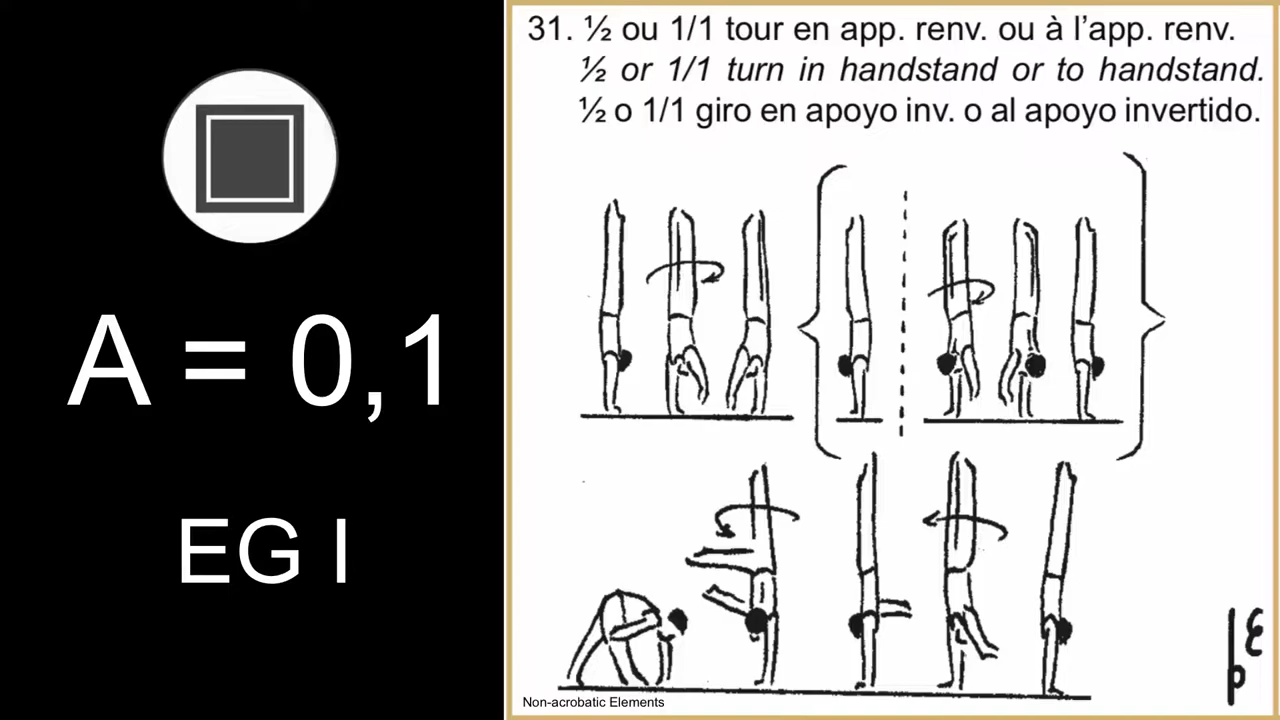 A = 0,1
EG I
31. ½ ou 1/1 tour en app. renv. ou à l’app. renv.
½ or 1/1 turn in handstand or to handstand.
½ o 1/1 giro en apoyo inv. o al apoyo invertido.
Non-acrobatic Elements